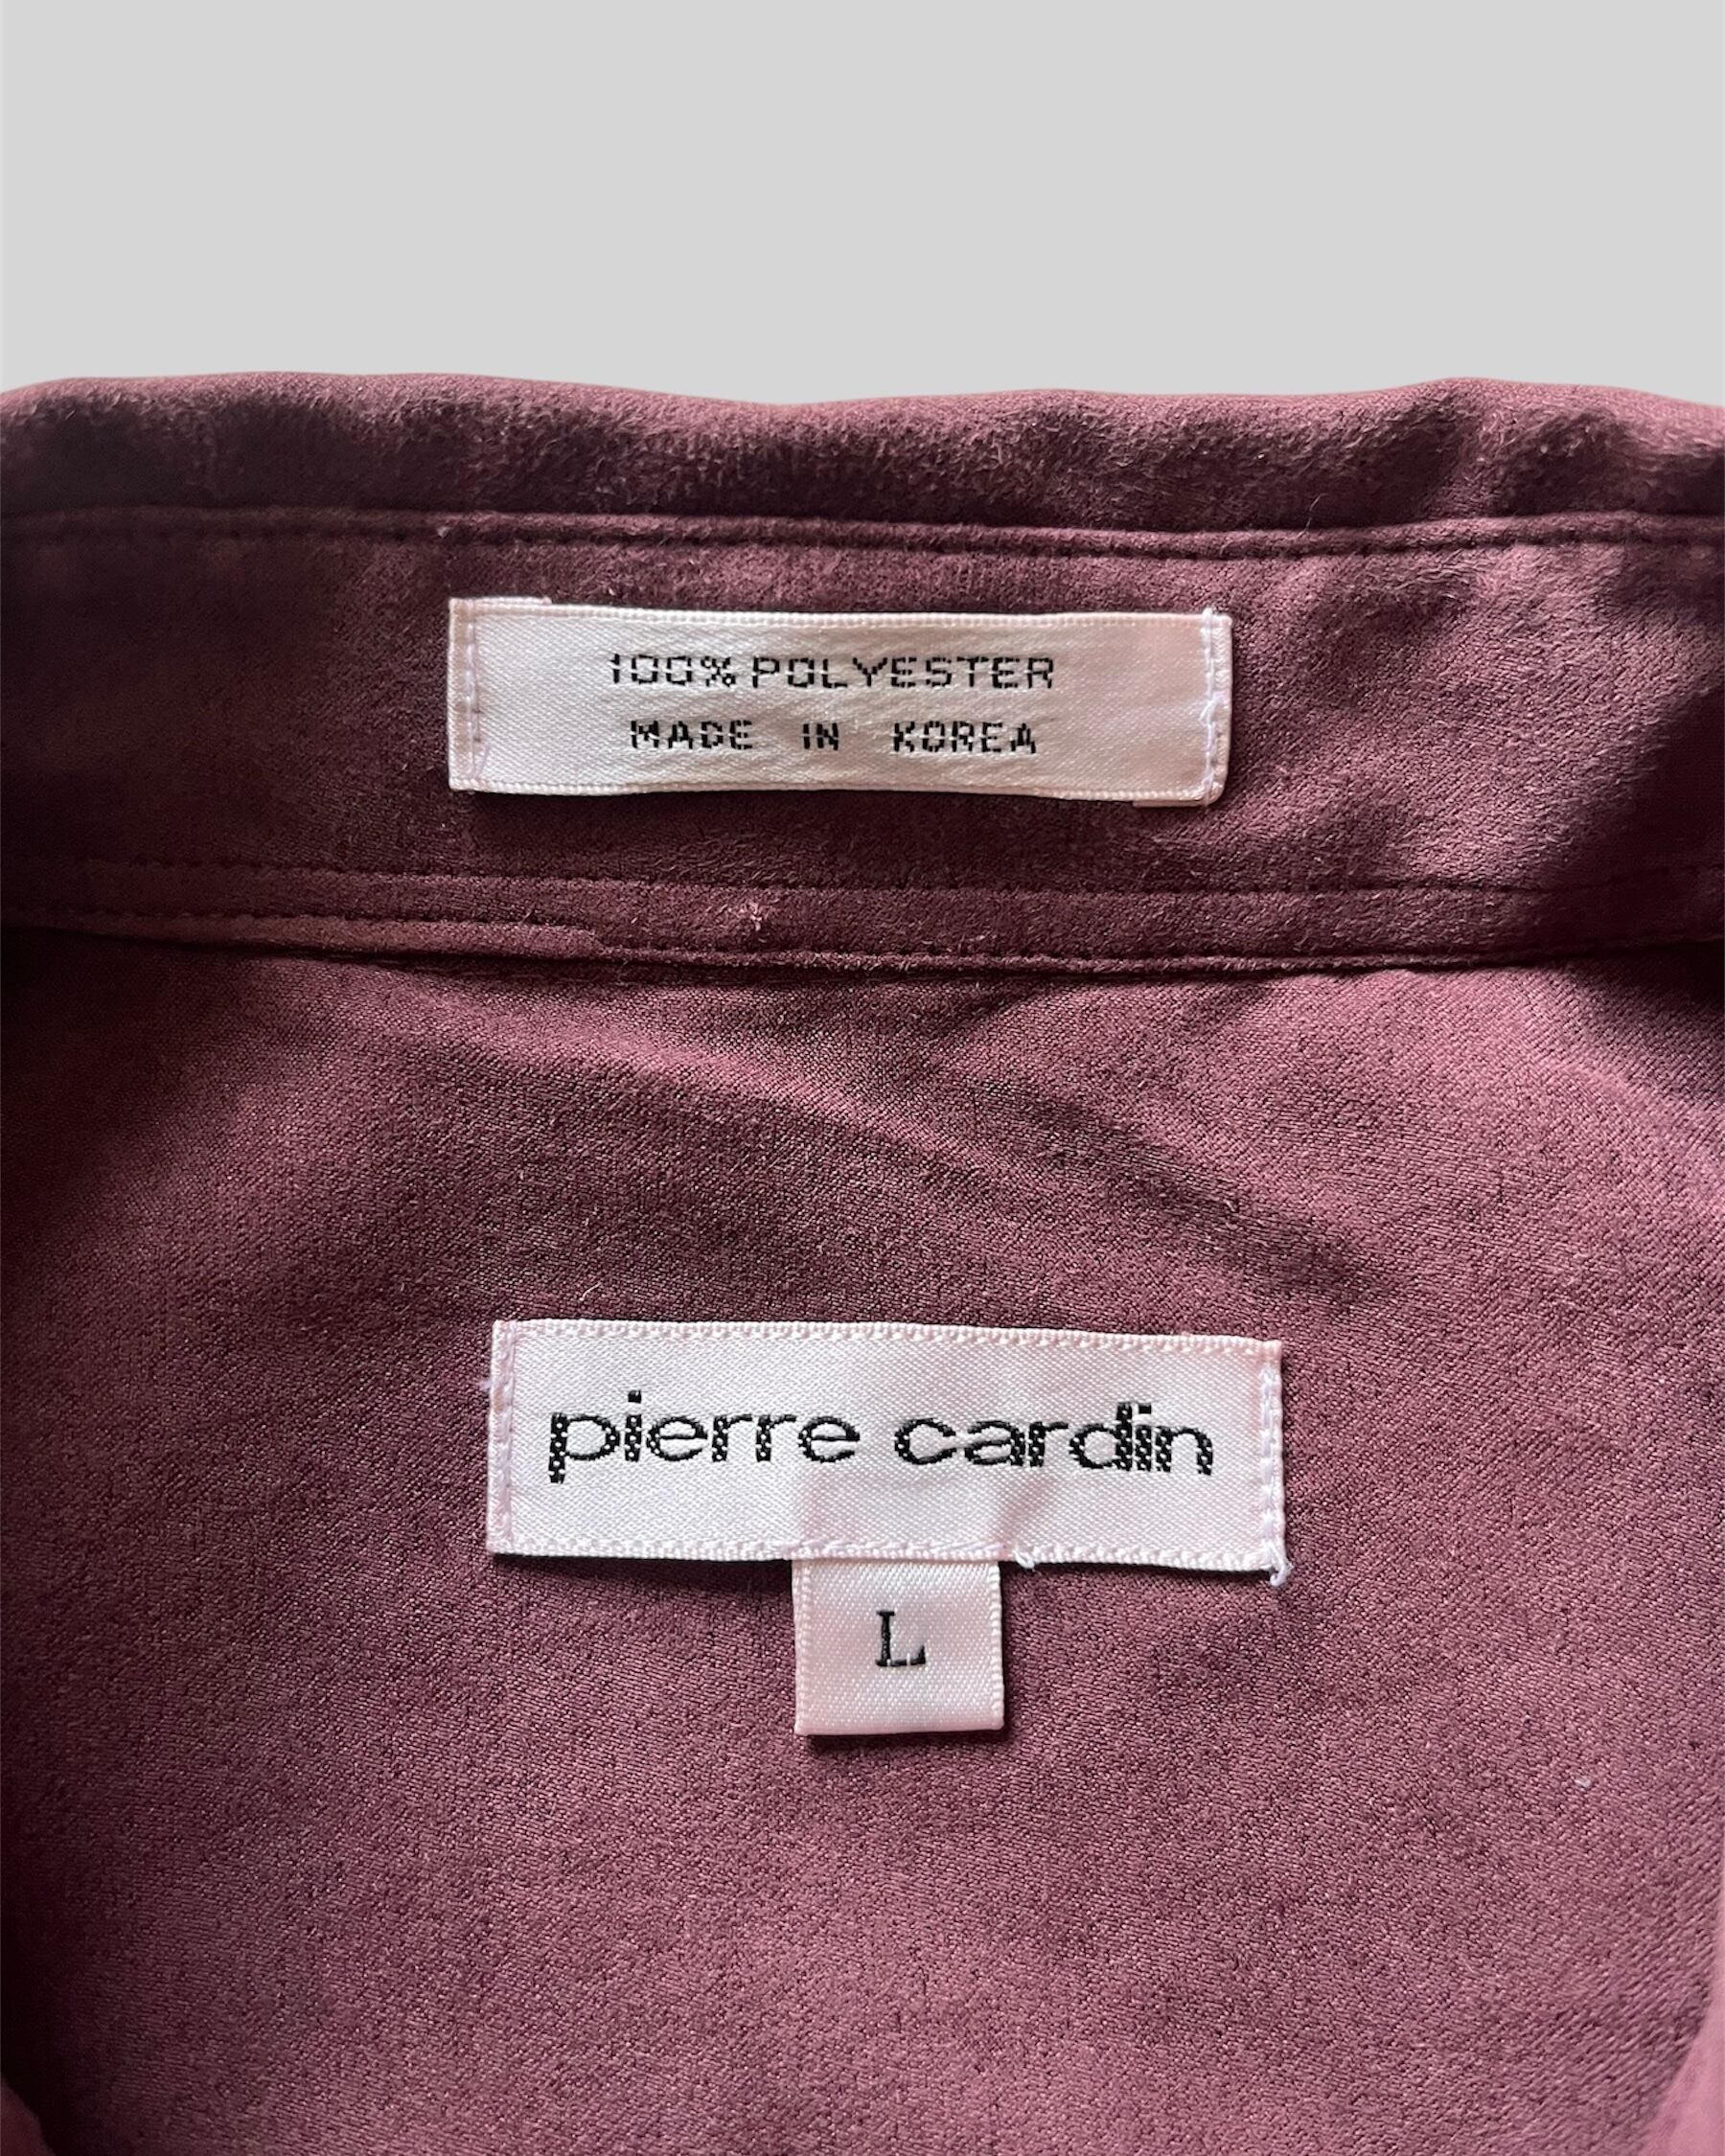 100% POLYESTER
MADE IN KOREA
pierre cardin
L